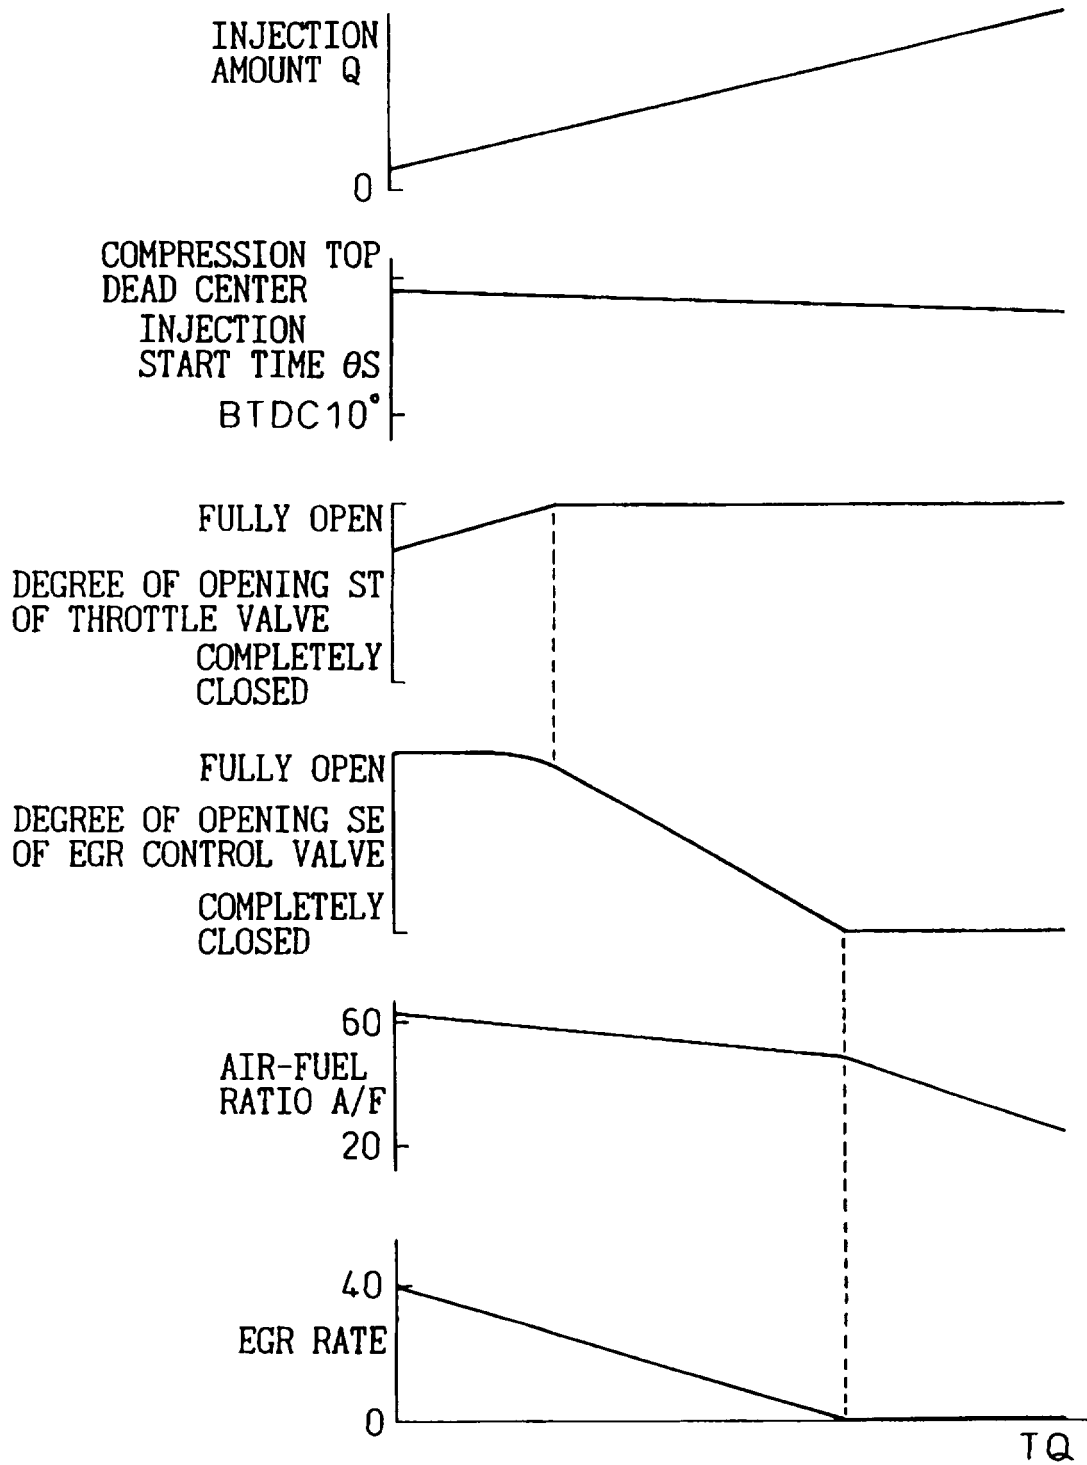 INJECTION
AMOUNT Q
0
COMPRESSION TOP
DEAD CENTER
INJECTION
START TIME θS
BTDC10°
FULLY OPEN
DEGREE OF OPENING ST
OF THROTTLE VALVE
COMPLETELY
CLOSED
FULLY OPEN
DEGREE OF OPENING SE
OF EGR CONTROL VALVE
COMPLETELY
CLOSED
60
AIR-FUEL
RATIO A/F
20
40
EGR RATE
0
TQ